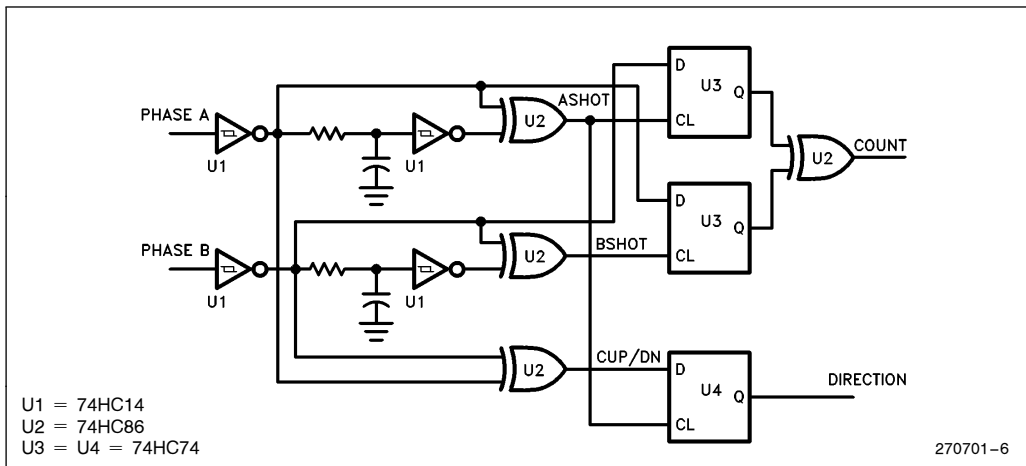 PHASE A
U1
U1
U2
ASHOT
D
U3
Q
CL
U2
COUNT
PHASE B
U1
U1
U2
BSHOT
D
U3
Q
CL
U2
CUP/DN
D
U4
Q
CL
DIRECTION
U1 = 74HC14
U2 = 74HC86
U3 = U4 = 74HC74
270701-6